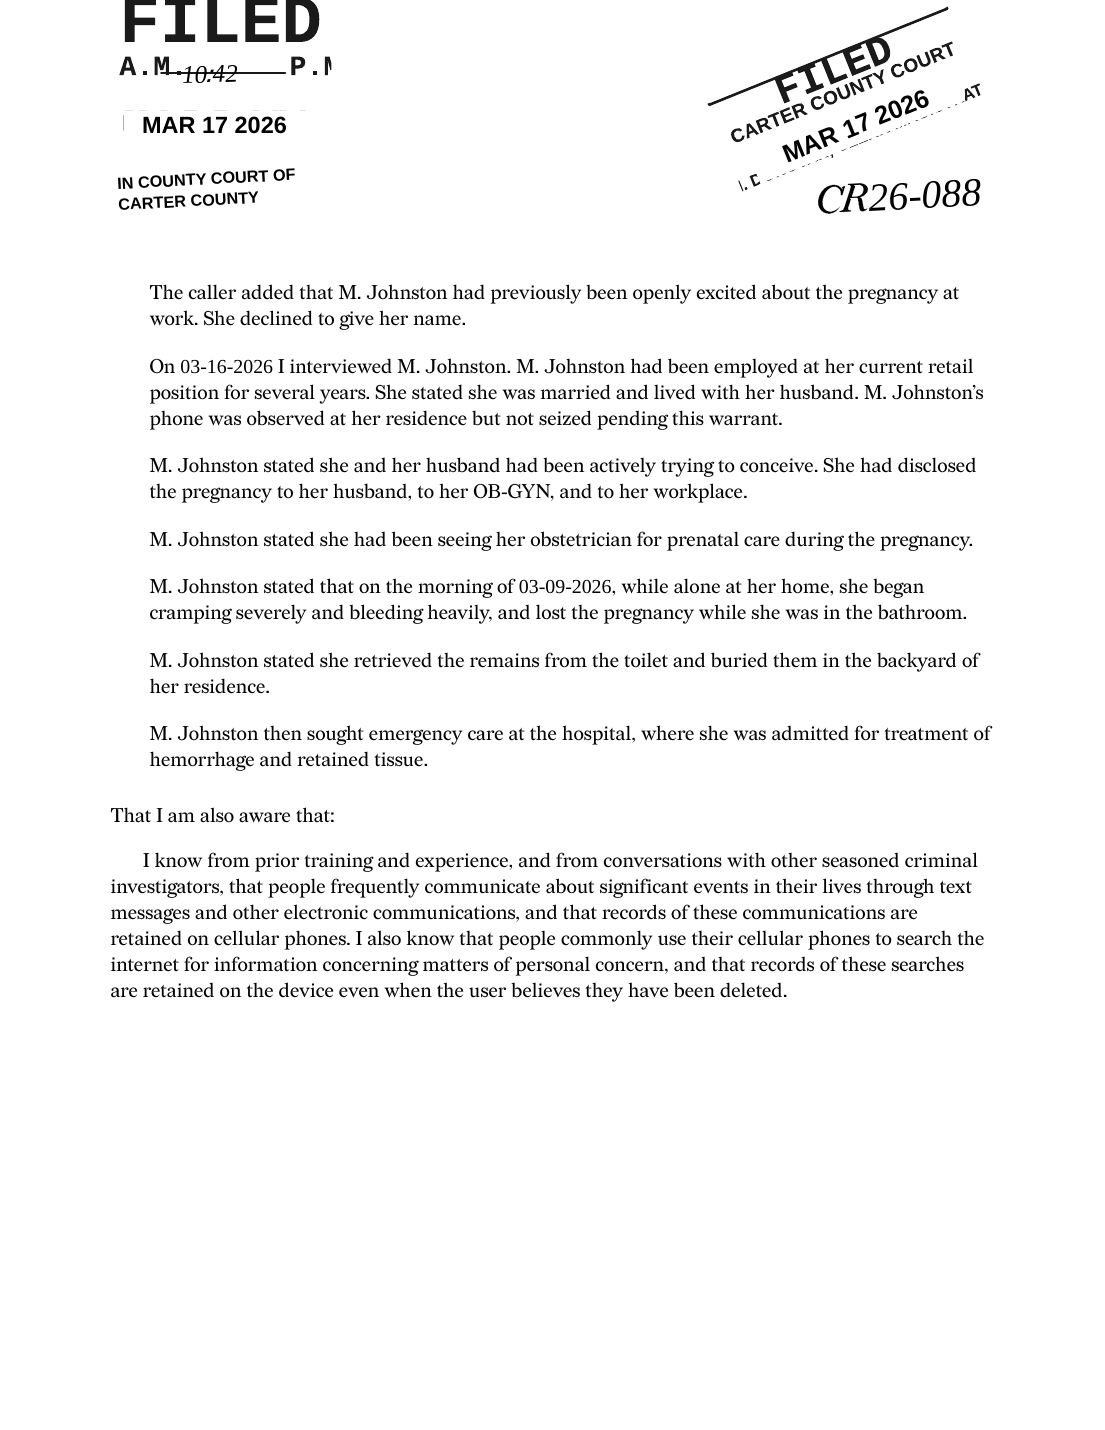 FILED
A.M. 10:42 P.M
MAR 17 2026
IN COUNTY COURT OF
CARTER COUNTY
FILED
CARTER COUNTY COURT
MAR 17 2026
AT
CR26-088
The caller added that M. Johnston had previously been openly excited about the pregnancy at
work. She declined to give her name.
On 03-16-2026 I interviewed M. Johnston. M. Johnston had been employed at her current retail
position for several years. She stated she was married and lived with her husband. M. Johnston’s
phone was observed at her residence but not seized pending this warrant.
M. Johnston stated she and her husband had been actively trying to conceive. She had disclosed
the pregnancy to her husband, to her OB-GYN, and to her workplace.
M. Johnston stated she had been seeing her obstetrician for prenatal care during the pregnancy.
M. Johnston stated that on the morning of 03-09-2026, while alone at her home, she began
cramping severely and bleeding heavily, and lost the pregnancy while she was in the bathroom.
M. Johnston stated she retrieved the remains from the toilet and buried them in the backyard of
her residence.
M. Johnston then sought emergency care at the hospital, where she was admitted for treatment of
hemorrhage and retained tissue.
That I am also aware that:
I know from prior training and experience, and from conversations with other seasoned criminal
investigators, that people frequently communicate about significant events in their lives through text
messages and other electronic communications, and that records of these communications are
retained on cellular phones. I also know that people commonly use their cellular phones to search the
internet for information concerning matters of personal concern, and that records of these searches
are retained on the device even when the user believes they have been deleted.